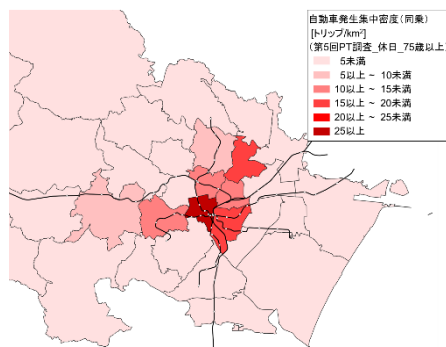 自動車発生集中密度(同乗)
[トリップ/km²]
(第5回PT調査_休日_75歳以上)
5未満
5以上 ~ 10未満
10以上 ~ 15未満
15以上 ~ 20未満
20以上 ~ 25未満
25以上